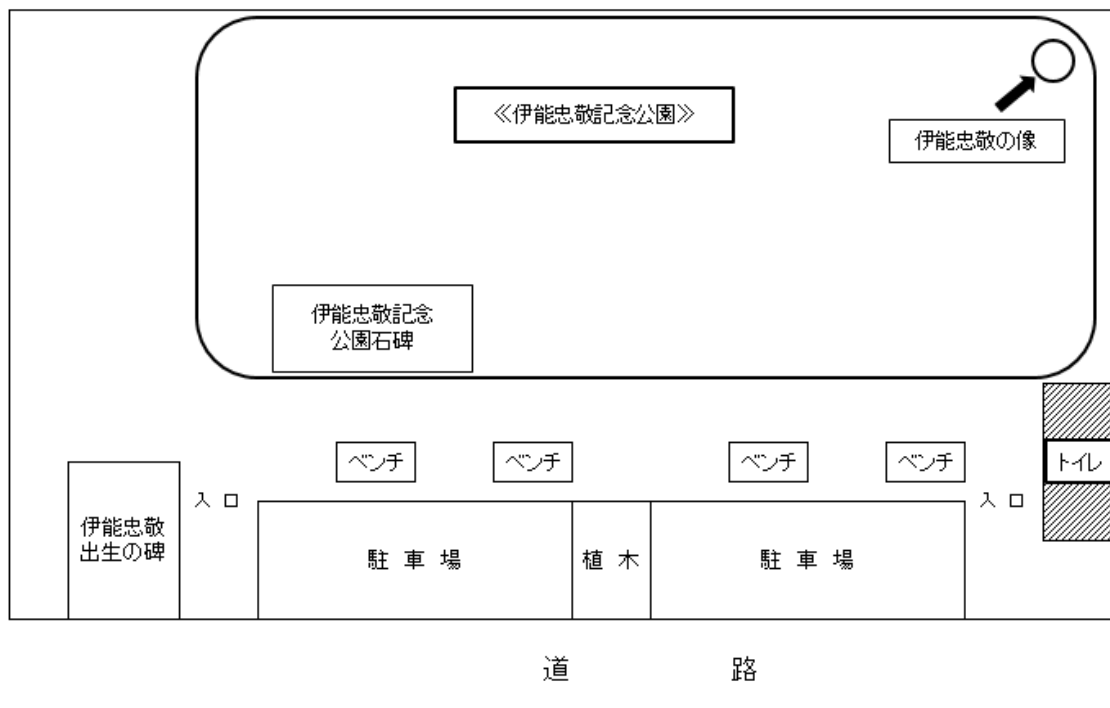 ≪伊能忠敬記念公園≫
伊能忠敬の像
伊能忠敬記念
公園石碑
ベンチ
ベンチ
ベンチ
ベンチ
トイレ
入口
入口
伊能忠敬
出生の碑
駐車場
植木
駐車場
道路